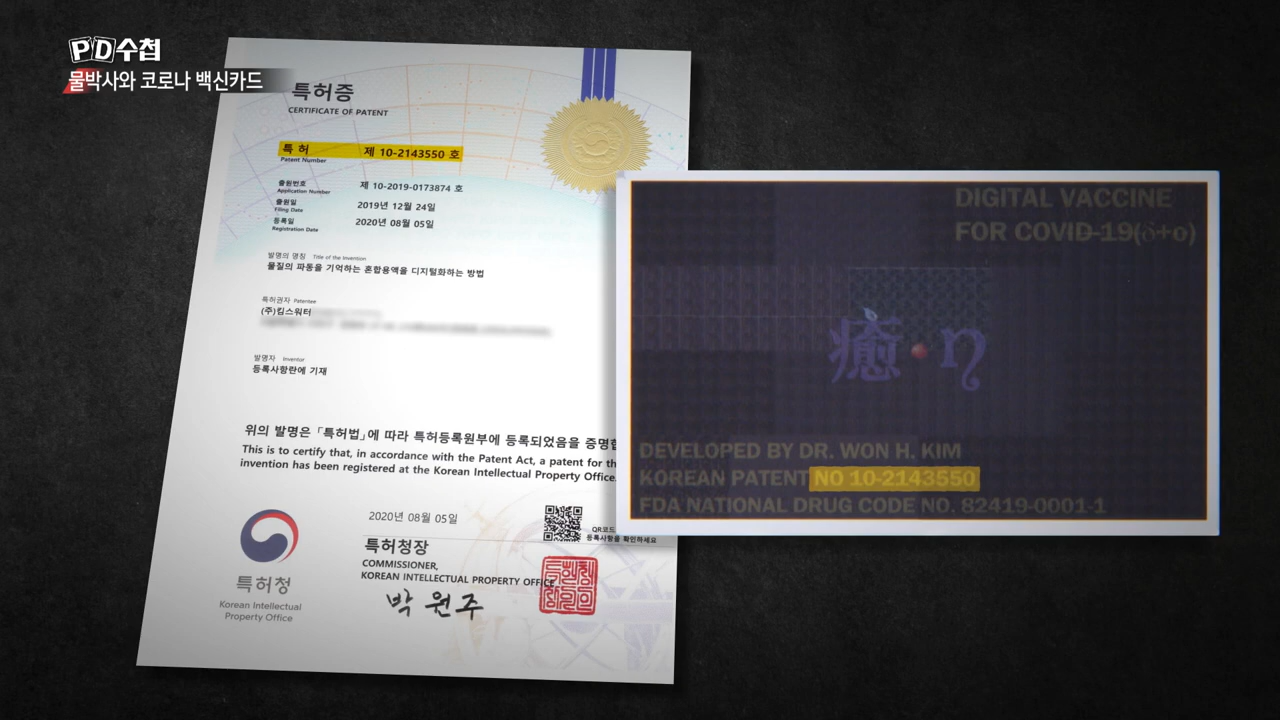 PD수첩
물박사와 코로나 백신카드
특허증
CERTIFICATE OF PATENT
특 허 제 10-2143550 호
Patent Number
출원번호 제 10-2019-0173874 호
Application Number
출원일 2019년 12월 24일
Filing Date
등록일 2020년 08월 05일
Registration Date
발명의 명칭 Title of the Invention
물질의 파동을 기억하는 혼합용액을 디지털화하는 방법
특허권자 Patentee
(주)킴스워터
발명자 Inventor
등록사항란에 기재
위의 발명은 「특허법」에 따라 특허등록원부에 등록되었음을 증명합
This is to certify that, in accordance with the Patent Act, a patent for th
invention has been registered at the Korean Intellectual Property Office.
2020년 08월 05일
QR코드
등록사항을 확인하세요
특허청장
COMMISSIONER,
KOREAN INTELLECTUAL PROPERTY OFFICE
박 원 주
특허청
Korean Intellectual
Property Office
DIGITAL VACCINE
FOR COVID-19(δ+ο)
癒·η
DEVELOPED BY DR. WON H. KIM
KOREAN PATENT NO 10-2143550
FDA NATIONAL DRUG CODE NO. 82419-0001-1